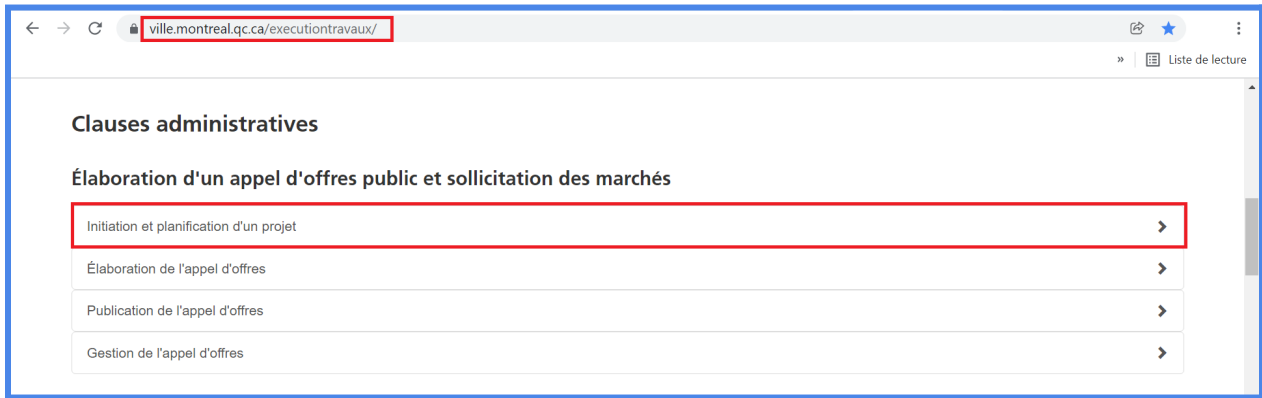 ville.montreal.qc.ca/executiontravaux/
» Liste de lecture
Clauses administratives
Élaboration d'un appel d'offres public et sollicitation des marchés
Initiation et planification d'un projet
Élaboration de l'appel d'offres
Publication de l'appel d'offres
Gestion de l'appel d'offres